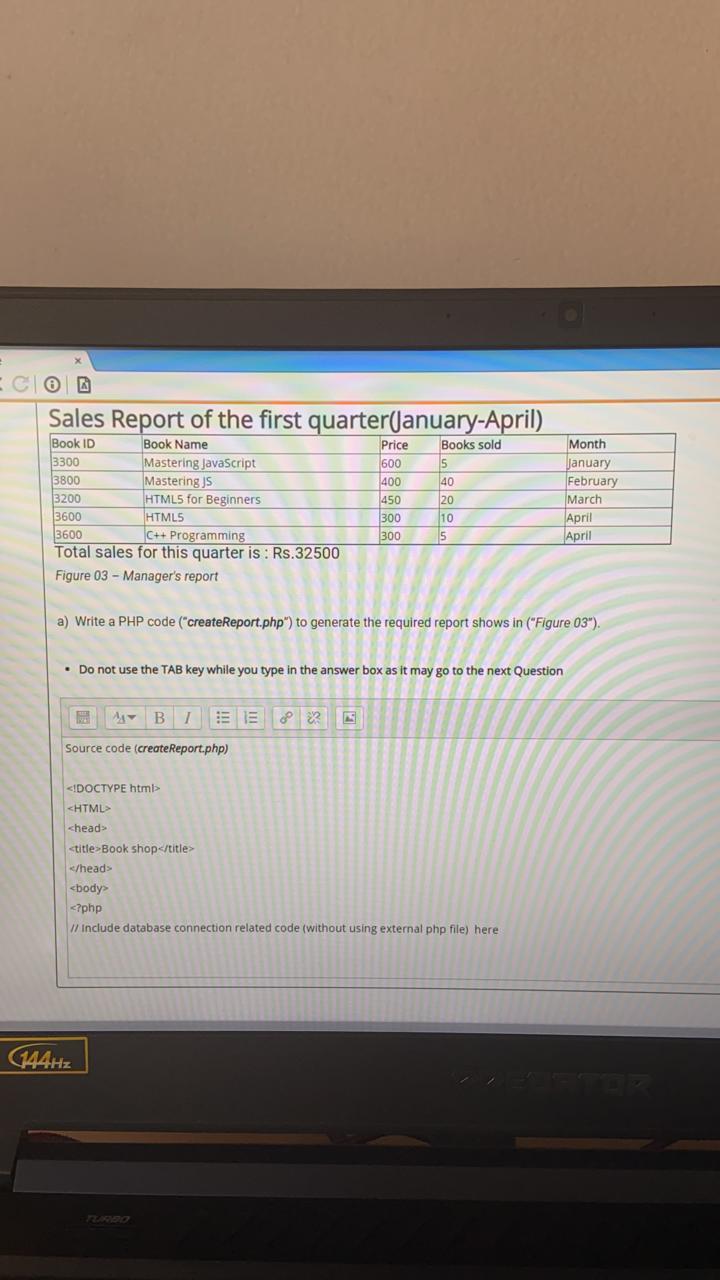 Sales Report of the first quarter(January-April)
Book ID Book Name Price Books sold Month
3300 Mastering JavaScript 600 5 January
3800 Mastering JS 400 40 February
3200 HTML5 for Beginners 450 20 March
3600 HTML5 300 10 April
3600 C++ Programming 300 5 April
Total sales for this quarter is : Rs.32500
Figure 03 – Manager's report
a) Write a PHP code ("createReport.php") to generate the required report shows in ("Figure 03").
• Do not use the TAB key while you type in the answer box as it may go to the next Question
B I
Source code (createReport.php)
<!DOCTYPE html>
<HTML>
<head>
<title>Book shop</title>
</head>
<body>
<?php
// Include database connection related code (without using external php file) here
144Hz
TURBO